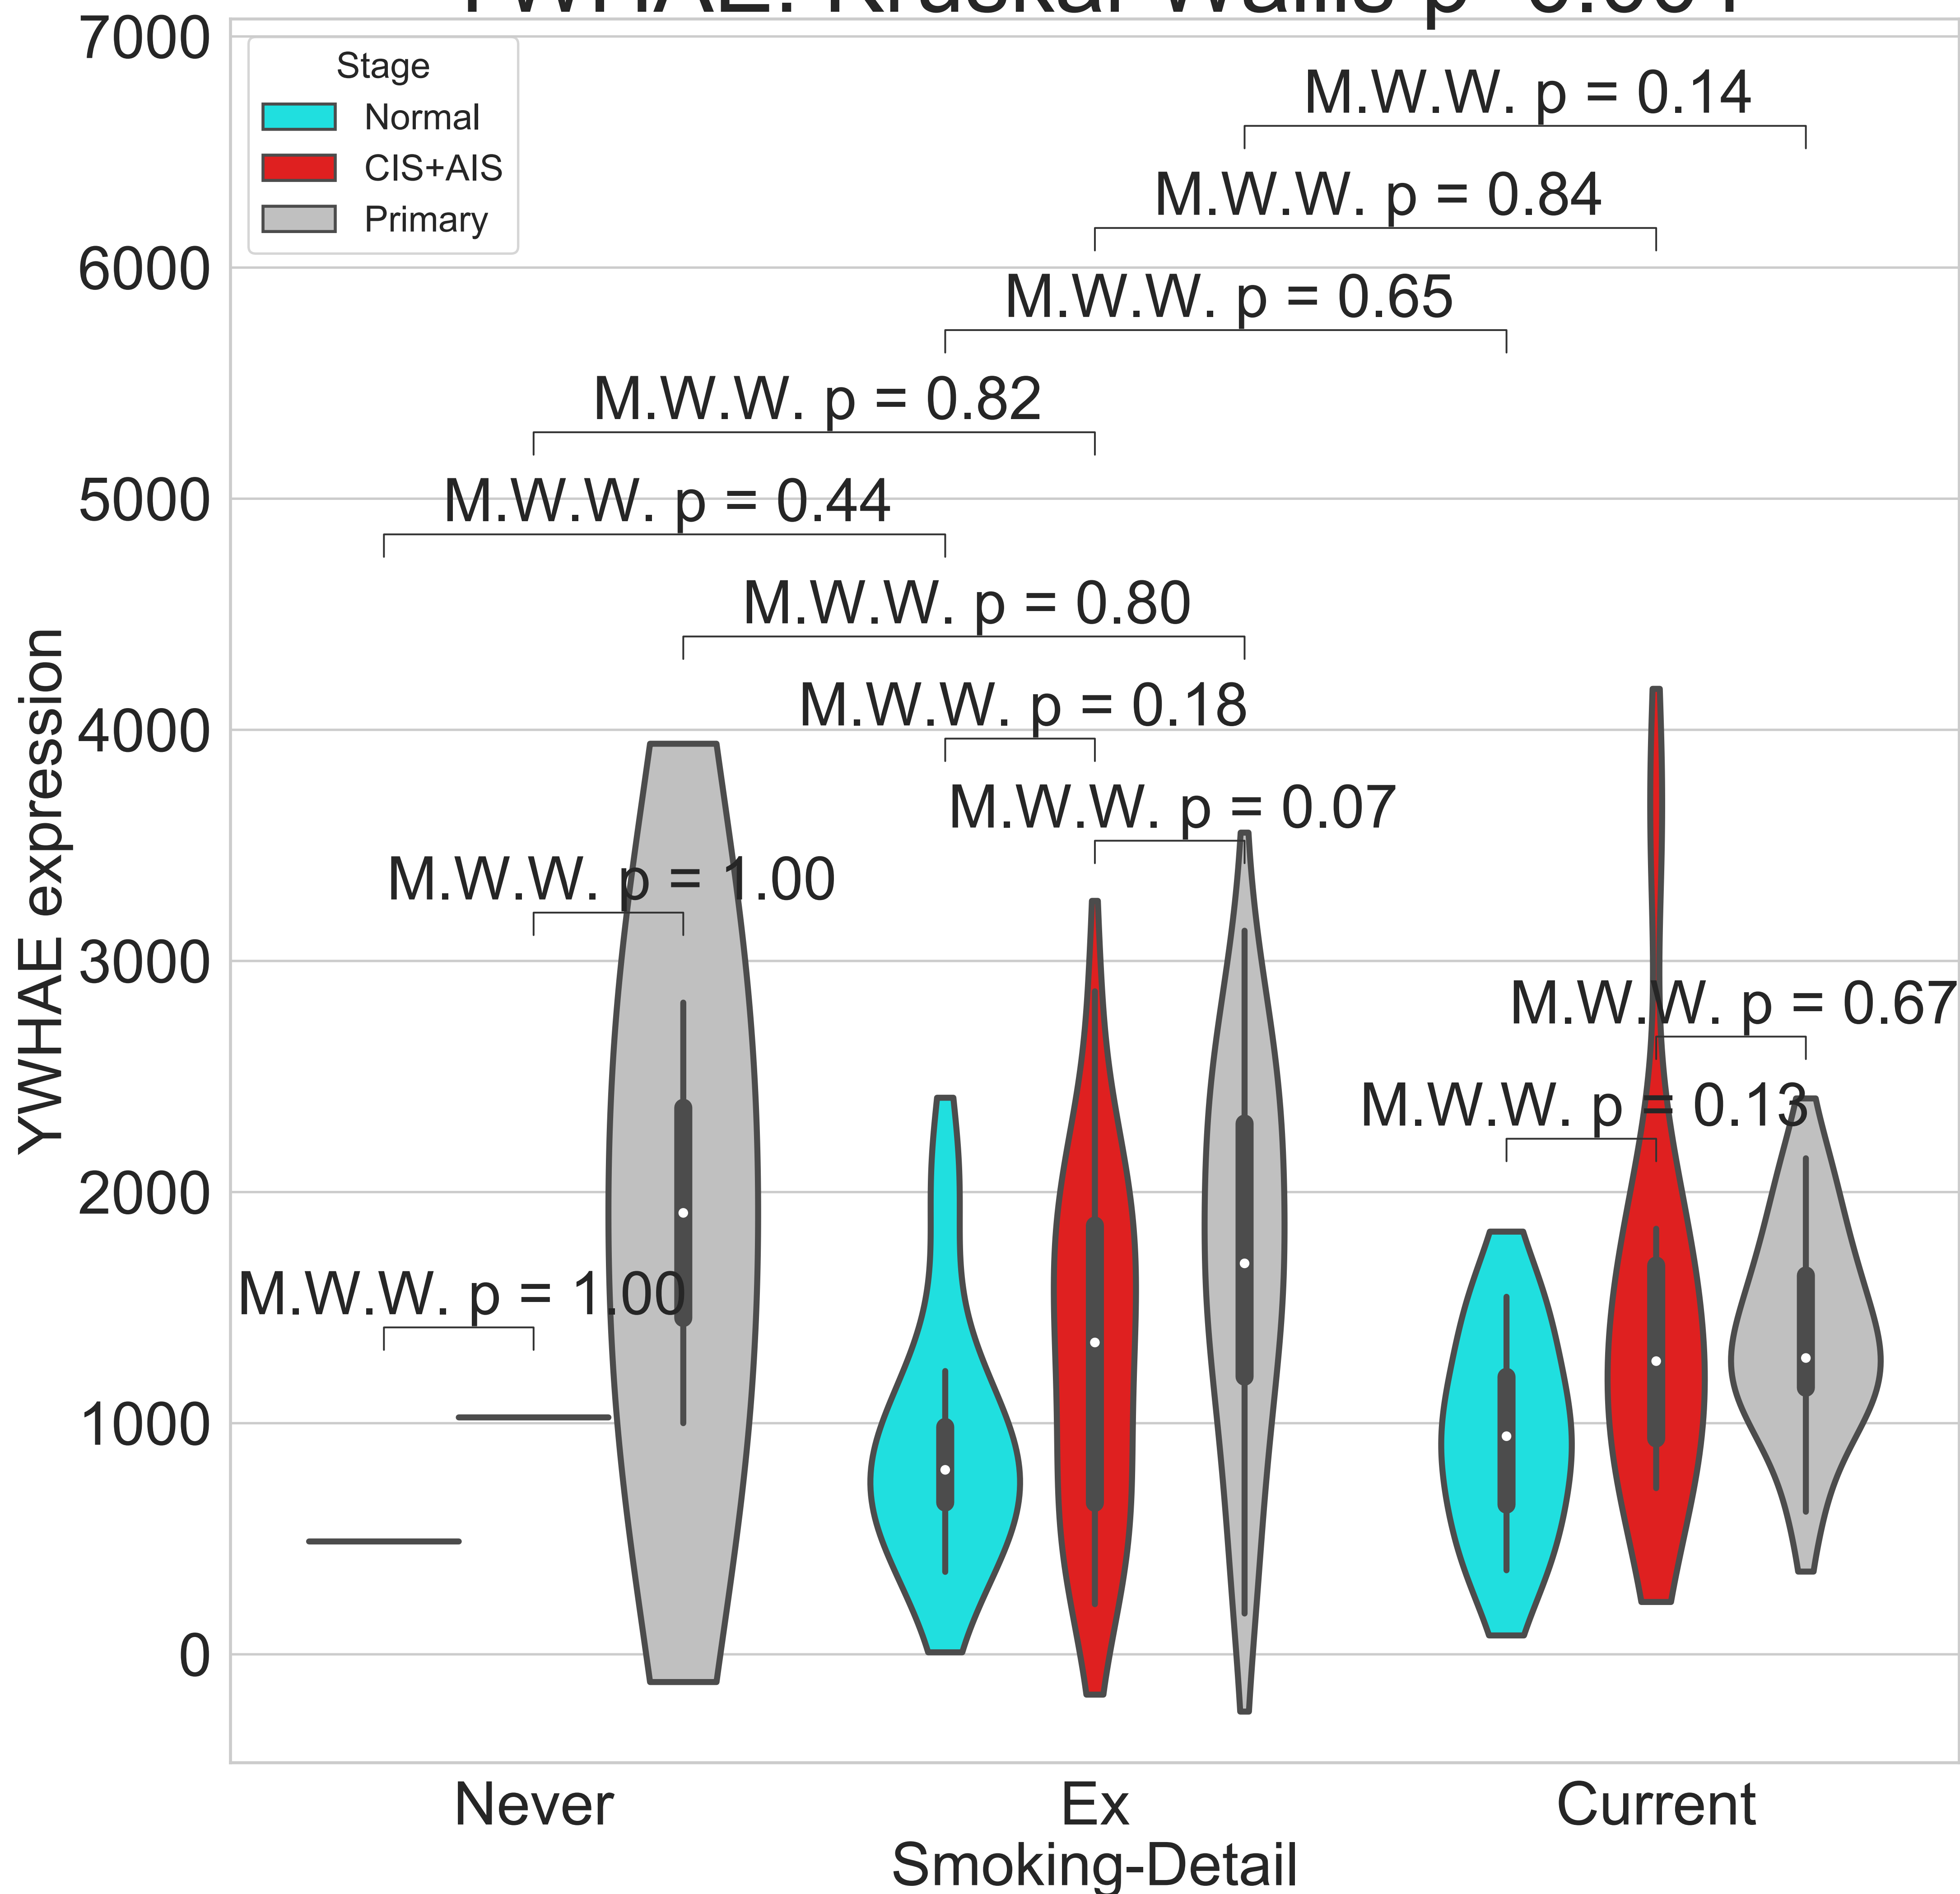 7000
Stage
Normal
CIS+AIS
Primary
M.W.W. p = 0.14
M.W.W. p = 0.84
6000
M.W.W. p = 0.65
M.W.W. p = 0.82
5000
M.W.W. p = 0.44
M.W.W. p = 0.80
M.W.W. p = 0.18
4000
M.W.W. p = 0.07
M.W.W. p = 1.00
3000
M.W.W. p = 0.67
M.W.W. p = 0.13
2000
M.W.W. p = 1.00
1000
0
YWHAE expression
Never Ex Current
Smoking-Detail